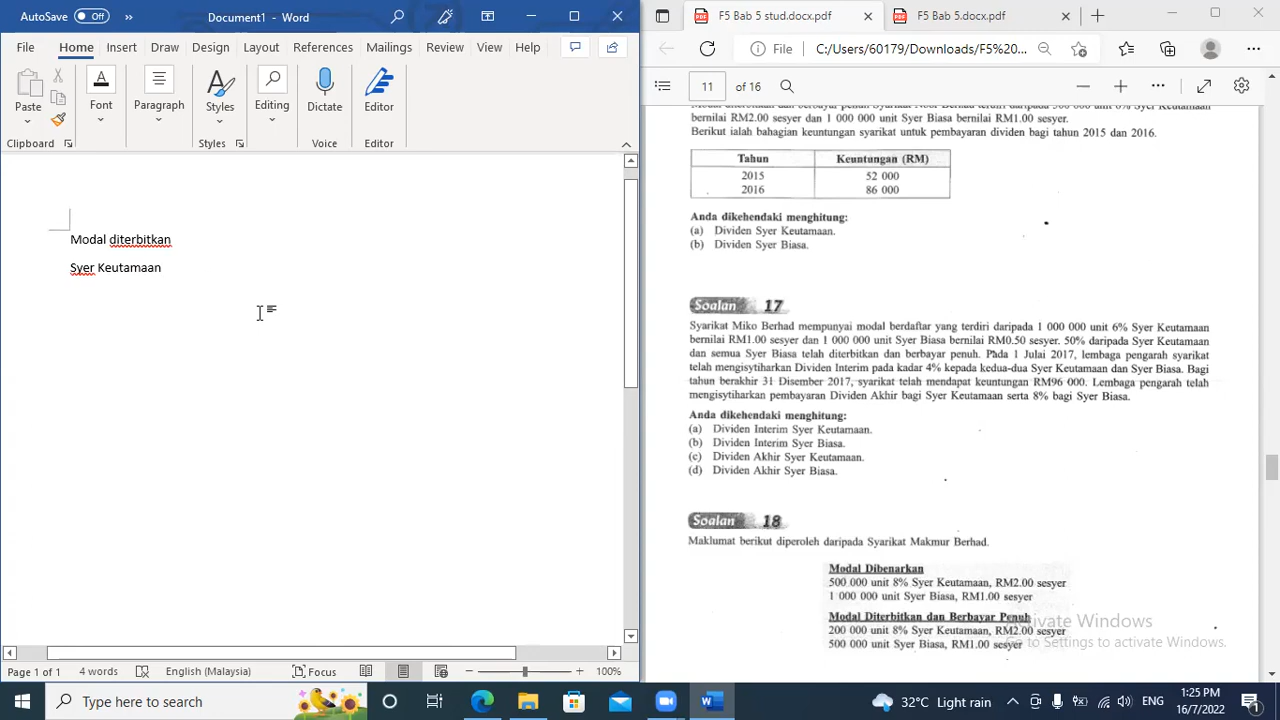 AutoSave Off » Document1 - Word
File Home Insert Draw Design Layout References Mailings Review View Help
Paste Font Paragraph Styles Editing Dictate Editor
Clipboard Styles Voice Editor
Modal diterbitkan
Syer Keutamaan
Page 1 of 1 4 words English (Malaysia) Focus 100%
F5 Bab 5 stud.docx.pdf F5 Bab 5.docx.pdf
File C:/Users/60179/Downloads/F5%20...
11 of 16
bernilai RM2.00 sesyer dan 1 000 000 unit Syer Biasa bernilai RM1.00 sesyer.
Berikut ialah bahagian keuntungan syarikat untuk pembayaran dividen bagi tahun 2015 dan 2016.
Tahun Keuntungan (RM)
2015 52 000
2016 86 000
Anda dikehendaki menghitung:
(a) Dividen Syer Keutamaan.
(b) Dividen Syer Biasa.
Soalan 17
Syarikat Miko Berhad mempunyai modal berdaftar yang terdiri daripada 1 000 000 unit 6% Syer Keutamaan
bernilai RM1.00 sesyer dan 1 000 000 unit Syer Biasa bernilai RM0.50 sesyer. 50% daripada Syer Keutamaan
dan semua Syer Biasa telah diterbitkan dan berbayar penuh. Pada 1 Julai 2017, lembaga pengarah syarikat
telah mengisytiharkan Dividen Interim pada kadar 4% kepada kedua-dua Syer Keutamaan dan Syer Biasa. Bagi
tahun berakhir 31 Disember 2017, syarikat telah mendapat keuntungan RM96 000. Lembaga pengarah telah
mengisytiharkan pembayaran Dividen Akhir bagi Syer Keutamaan serta 8% bagi Syer Biasa.
Anda dikehendaki menghitung:
(a) Dividen Interim Syer Keutamaan.
(b) Dividen Interim Syer Biasa.
(c) Dividen Akhir Syer Keutamaan.
(d) Dividen Akhir Syer Biasa.
Soalan 18
Maklumat berikut diperoleh daripada Syarikat Makmur Berhad.
Modal Dibenarkan
500 000 unit 8% Syer Keutamaan, RM2.00 sesyer
1 000 000 unit Syer Biasa, RM1.00 sesyer
Modal Diterbitkan dan Berbayar Penuh
200 000 unit 8% Syer Keutamaan, RM2.00 sesyer
500 000 unit Syer Biasa, RM1.00 sesyer
Activate Windows
Go to Settings to activate Windows.
Type here to search 32°C Light rain ENG 1:25 PM
16/7/2022 1